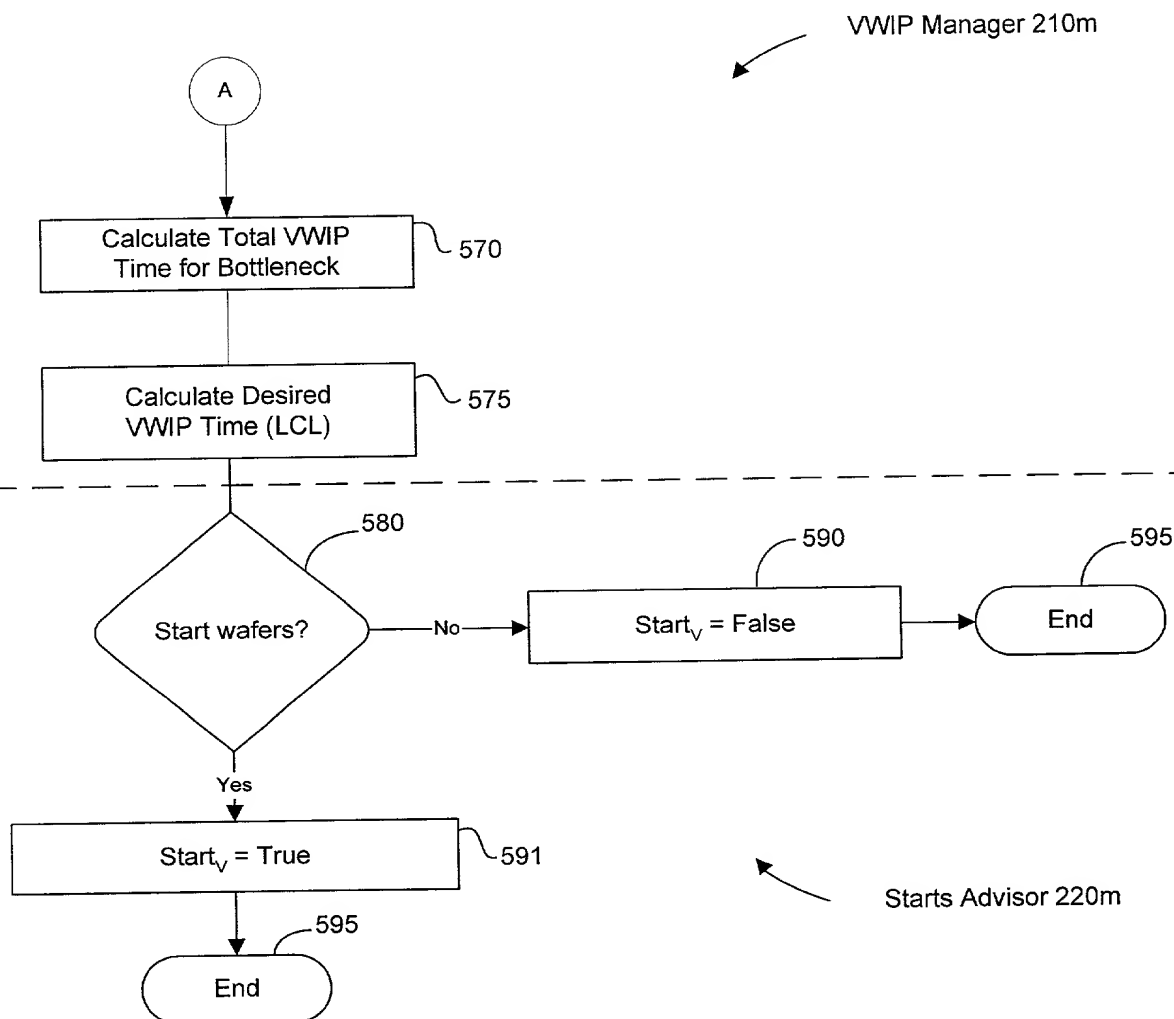 VWIP Manager 210m
A
Calculate Total VWIP
Time for Bottleneck
570
Calculate Desired
VWIP Time (LCL)
575
580
590
595
Start wafers?
No
StartV = False
End
Yes
StartV = True
591
Starts Advisor 220m
595
End